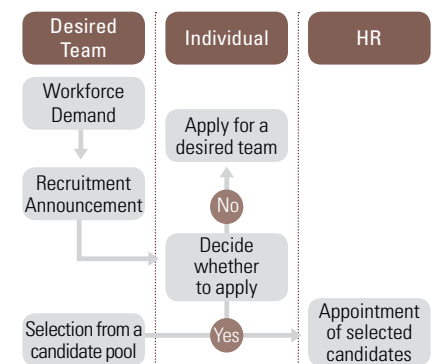 Desired
Team
Individual
HR
Workforce
Demand
Apply for a
desired team
Recruitment
Announcement
No
Decide
whether
to apply
Selection from a
candidate pool
Yes
Appointment
of selected
candidates